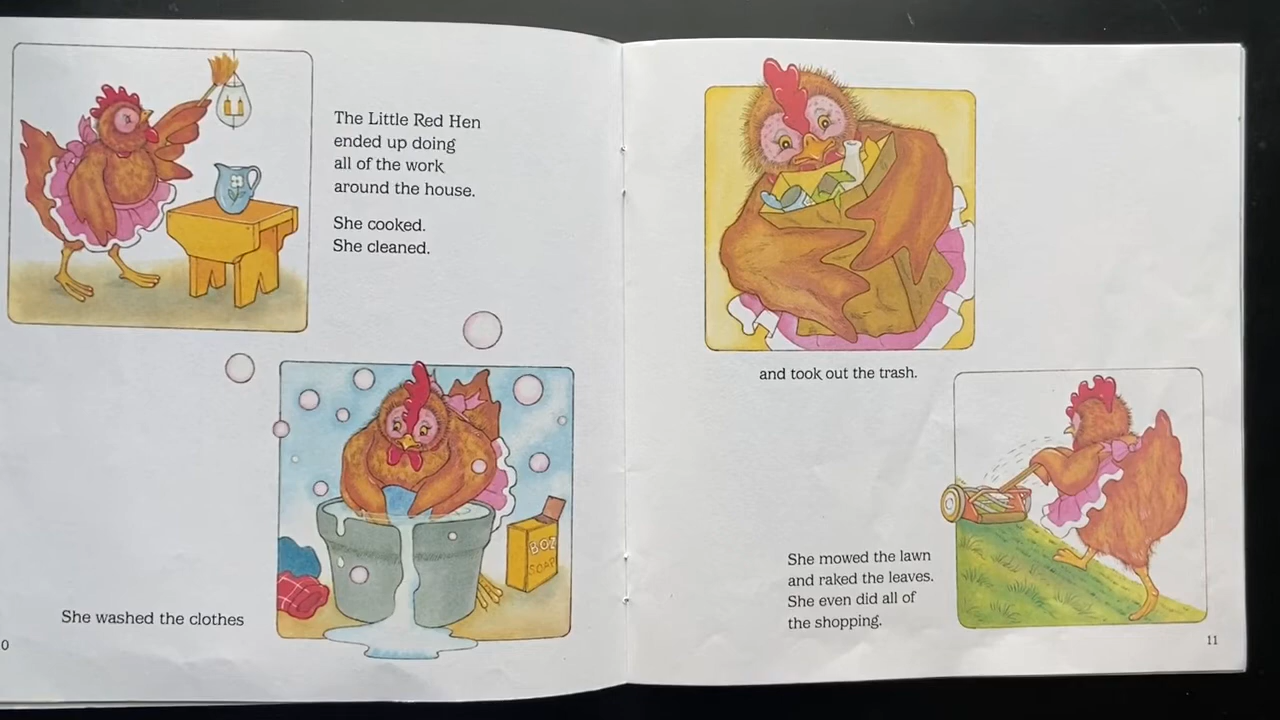 The Little Red Hen
ended up doing
all of the work
around the house.
She cooked.
She cleaned.
BOZ
SOAP
She washed the clothes
0
and took out the trash.
She mowed the lawn
and raked the leaves.
She even did all of
the shopping.
11